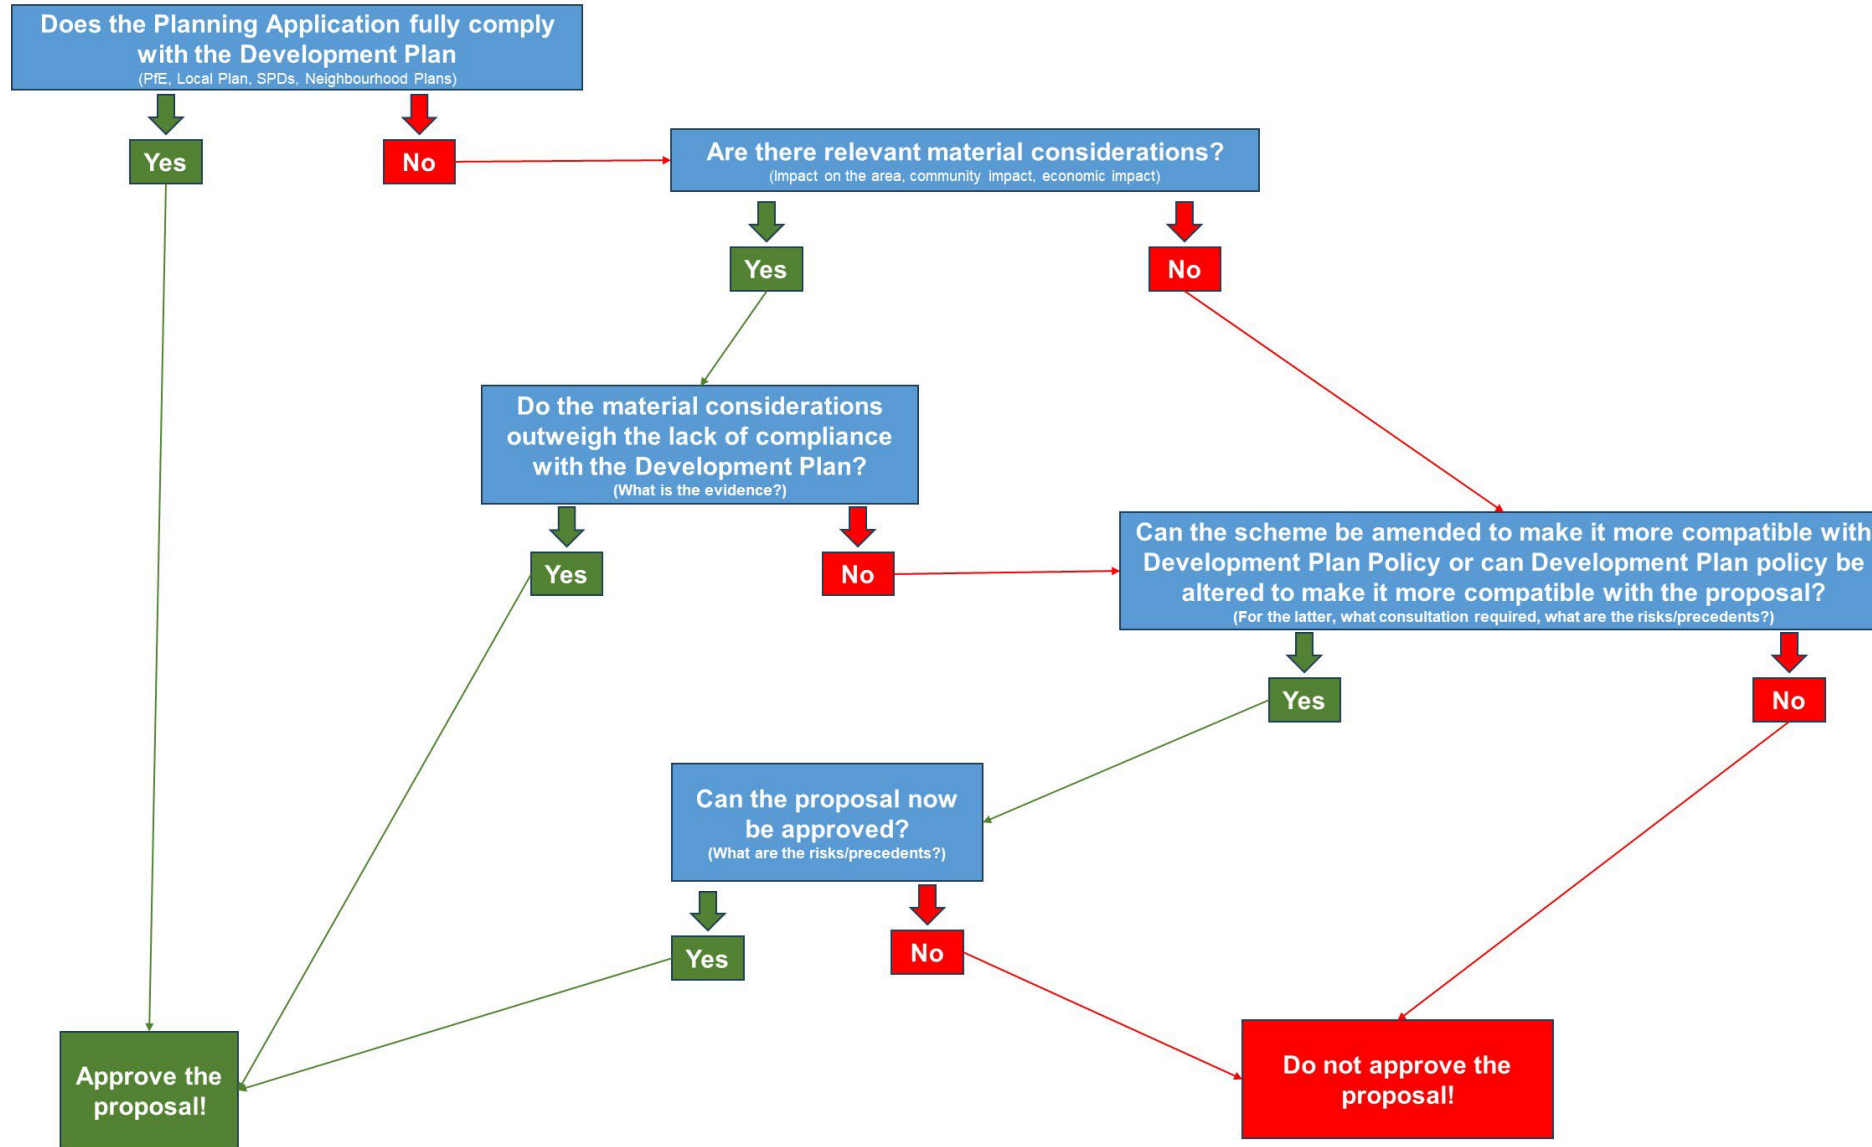 Does the Planning Application fully comply
with the Development Plan
(PfE, Local Plan, SPDs, Neighbourhood Plans)
Yes
No
Are there relevant material considerations?
(Impact on the area, community impact, economic impact)
Yes
No
Do the material considerations
outweigh the lack of compliance
with the Development Plan?
(What is the evidence?)
Yes
No
Can the scheme be amended to make it more compatible with
Development Plan Policy or can Development Plan policy be
altered to make it more compatible with the proposal?
(For the latter, what consultation required, what are the risks/precedents?)
Yes
No
Can the proposal now
be approved?
(What are the risks/precedents?)
Yes
No
Approve the
proposal!
Do not approve the
proposal!